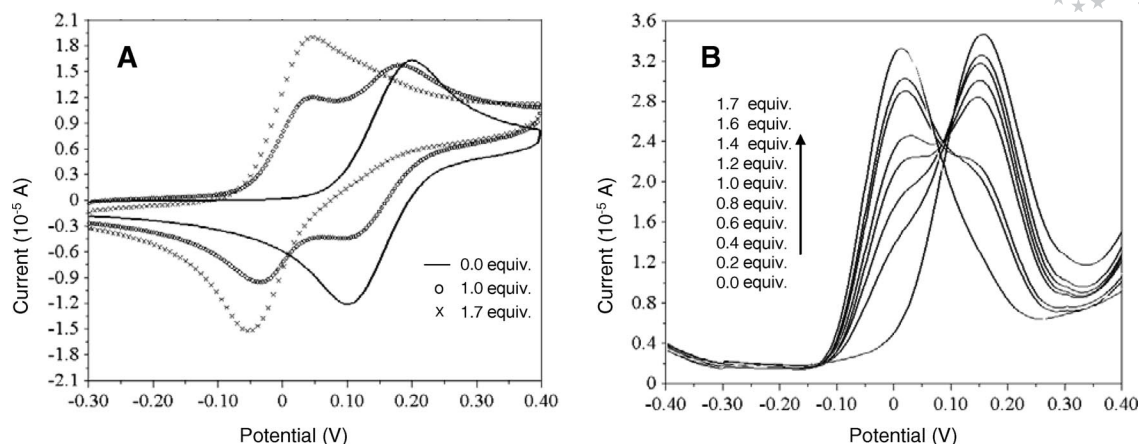 A
2.1
1.8
1.5
1.2
0.9
0.6
0.3
0
-0.3
-0.6
-0.9
-1.2
-1.5
-1.8
-2.1
Current (10-5 A)
0.0 equiv.
1.0 equiv.
1.7 equiv.
-0.30 -0.20 -0.10 0 0.10 0.20 0.30 0.40
Potential (V)
B
3.6
3.2
2.8
2.4
2.0
1.6
1.2
0.8
0.4
0
Current (10-5 A)
1.7 equiv.
1.6 equiv.
1.4 equiv.
1.2 equiv.
1.0 equiv.
0.8 equiv.
0.6 equiv.
0.4 equiv.
0.2 equiv.
0.0 equiv.
-0.40 -0.30 -0.20 -0.10 0 0.10 0.20 0.30 0.40
Potential (V)